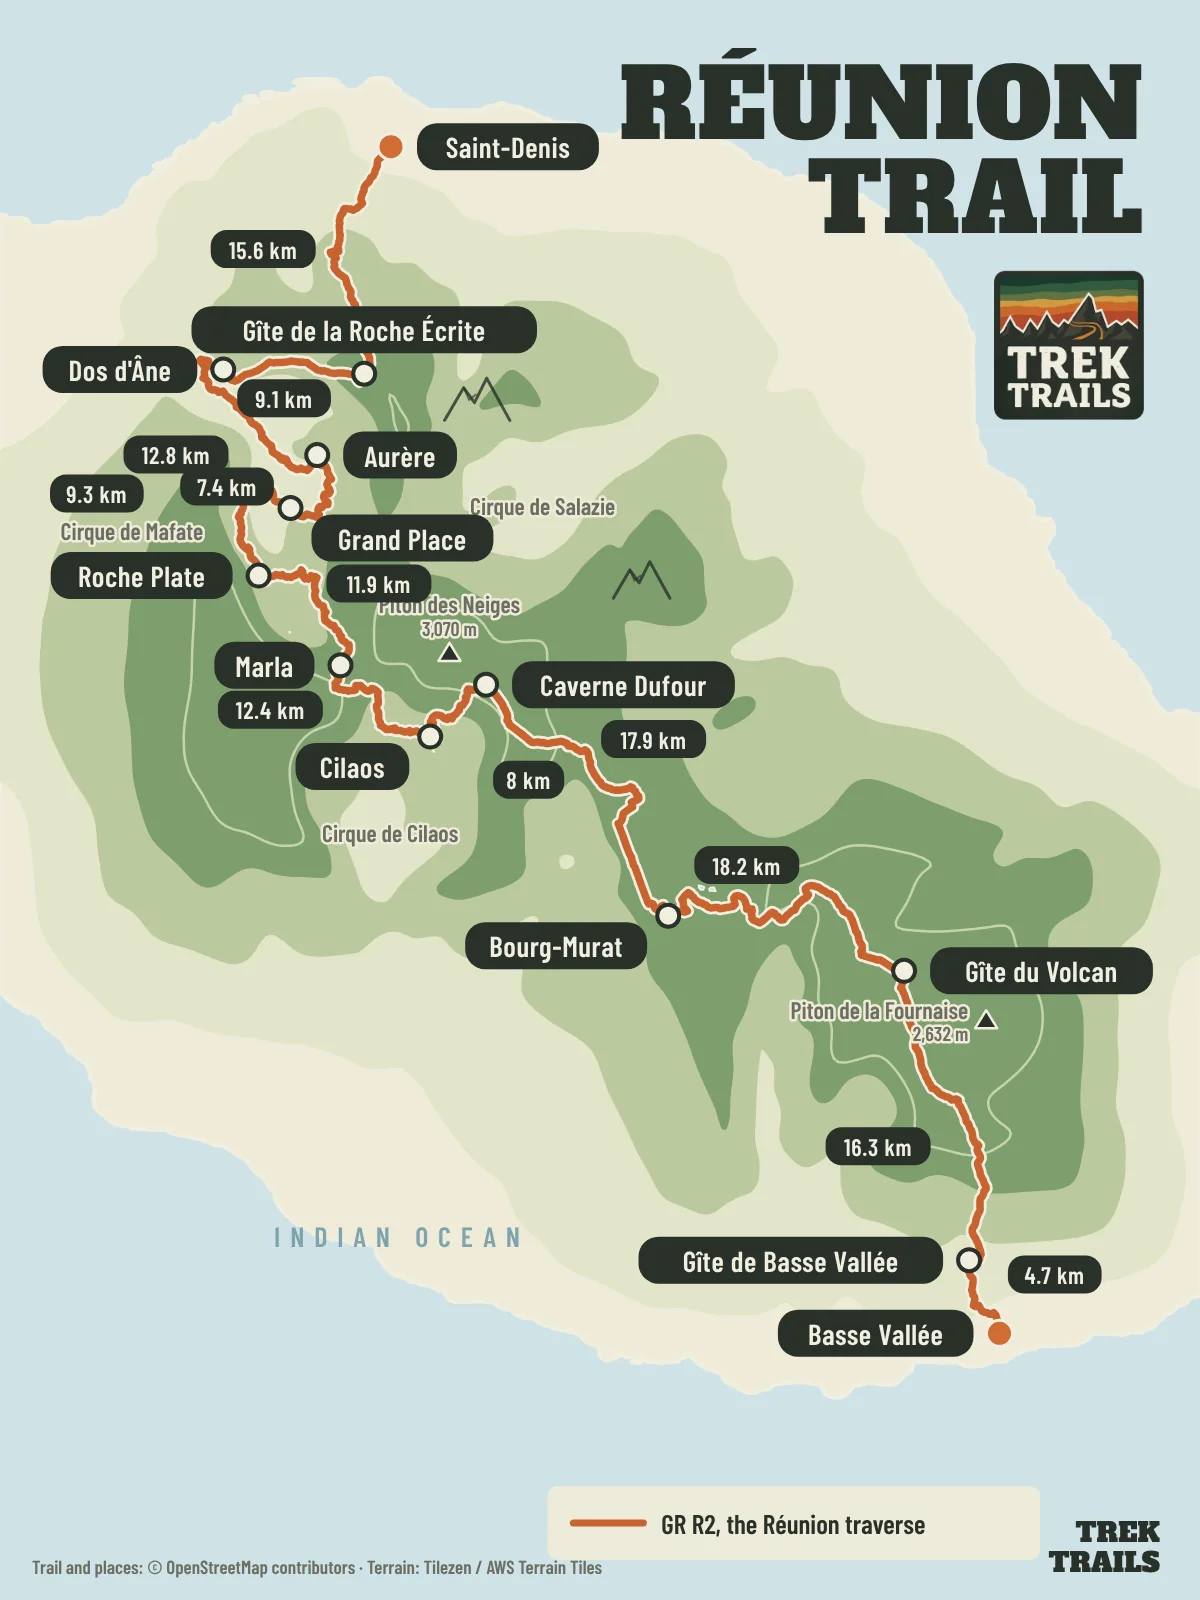 RÉUNION
TRAIL
Saint-Denis
15.6 km
TREK
TRAILS
Gîte de la Roche Écrite
Dos d'Âne
9.1 km
12.8 km
Aurère
9.3 km
7.4 km
Cirque de Salazie
Cirque de Mafate
Grand Place
Roche Plate
11.9 km
Piton des Neiges
3,070 m
Marla
Caverne Dufour
12.4 km
17.9 km
Cilaos
8 km
Cirque de Cilaos
18.2 km
Bourg-Murat
Gîte du Volcan
Piton de la Fournaise
2,632 m
16.3 km
INDIAN OCEAN
Gîte de Basse Vallée
4.7 km
Basse Vallée
GR R2, the Réunion traverse
TREK
TRAILS
Trail and places: © OpenStreetMap contributors · Terrain: Tilezen / AWS Terrain Tiles